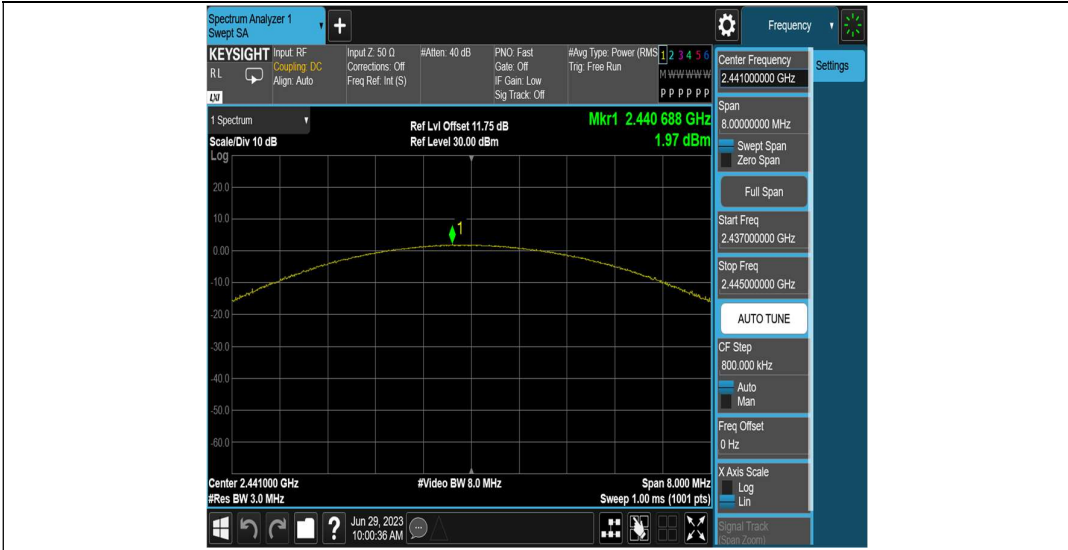 Spectrum Analyzer 1
Swept SA
Frequency
KEYSIGHT
Input: RF
Input Z: 50 Ω
#Atten: 40 dB
PNO: Fast
#Avg Type: Power (RMS
1 2 3 4 5 6
RL
Coupling: DC
Corrections: Off
Gate: Off
Trig: Free Run
Align: Auto
Freq Ref: Int (S)
IF Gain: Low
M W W W W W
Sig Track: Off
P P P P P P
LXI
1 Spectrum
Ref Lvl Offset 11.75 dB
Mkr1 2.440 688 GHz
Scale/Div 10 dB
Ref Level 30.00 dBm
1.97 dBm
Log
20.0
10.0
1
0.00
-10.0
-20.0
-30.0
-40.0
-50.0
-60.0
Center 2.441000 GHz
#Video BW 8.0 MHz
Span 8.000 MHz
#Res BW 3.0 MHz
Sweep 1.00 ms (1001 pts)
?
Jun 29, 2023
10:00:36 AM
Center Frequency
2.441000000 GHz
Settings
Span
8.00000000 MHz
Swept Span
Zero Span
Full Span
Start Freq
2.437000000 GHz
Stop Freq
2.445000000 GHz
AUTO TUNE
CF Step
800.000 kHz
Auto
Man
Freq Offset
0 Hz
X Axis Scale
Log
Lin
Signal Track
(Span Zoom)